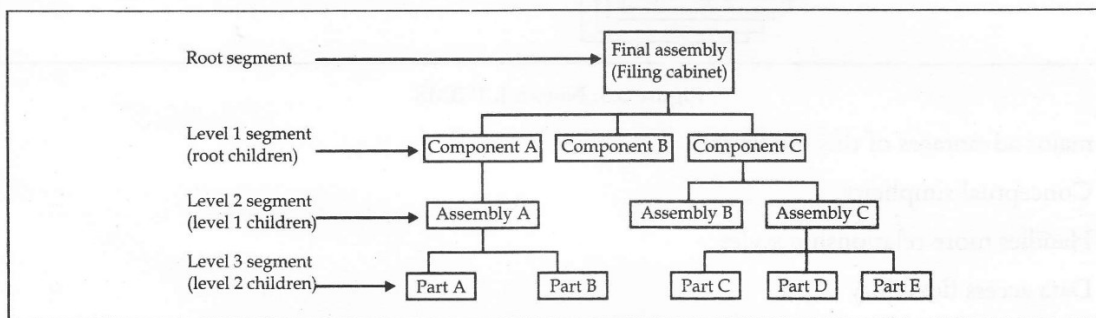 Root segment
Final assembly
(Filing cabinet)
Level 1 segment
(root children)
Component A
Component B
Component C
Level 2 segment
(level 1 children)
Assembly A
Assembly B
Assembly C
Level 3 segment
(level 2 children)
Part A
Part B
Part C
Part D
Part E